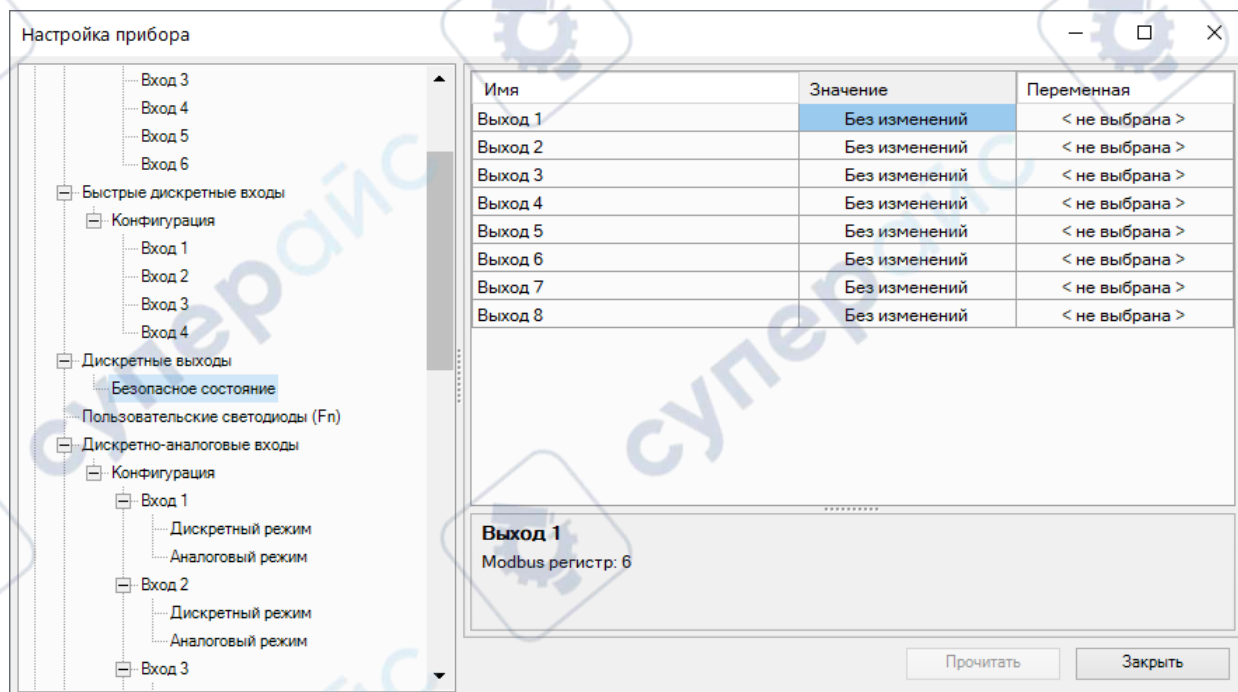 Настройка прибора
Вход 3
Вход 4
Вход 5
Вход 6
Быстрые дискретные входы
Конфигурация
Вход 1
Вход 2
Вход 3
Вход 4
Дискретные выходы
Безопасное состояние
Пользовательские светодиоды (Fn)
Дискретно-аналоговые входы
Конфигурация
Вход 1
Дискретный режим
Аналоговый режим
Вход 2
Дискретный режим
Аналоговый режим
Вход 3
Имя Значение Переменная
Выход 1 Без изменений < не выбрана >
Выход 2 Без изменений < не выбрана >
Выход 3 Без изменений < не выбрана >
Выход 4 Без изменений < не выбрана >
Выход 5 Без изменений < не выбрана >
Выход 6 Без изменений < не выбрана >
Выход 7 Без изменений < не выбрана >
Выход 8 Без изменений < не выбрана >
Выход 1
Modbus регистр: 6
Прочитать Закрыть
суперайс
суперайс